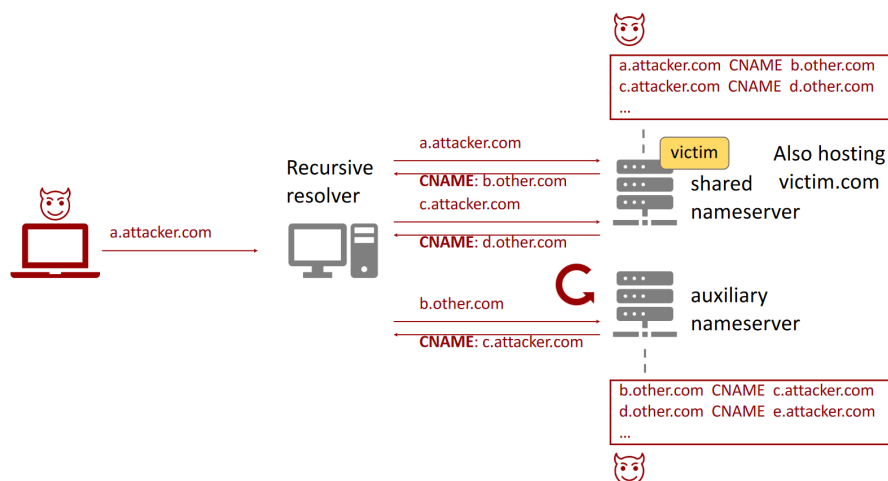 a.attacker.com CNAME b.other.com
c.attacker.com CNAME d.other.com
...
a.attacker.com
victim
Also hosting
victim.com
Recursive
resolver
CNAME: b.other.com
shared
nameserver
c.attacker.com
a.attacker.com
CNAME: d.other.com
b.other.com
auxiliary
nameserver
CNAME: c.attacker.com
b.other.com CNAME c.attacker.com
d.other.com CNAME e.attacker.com
...